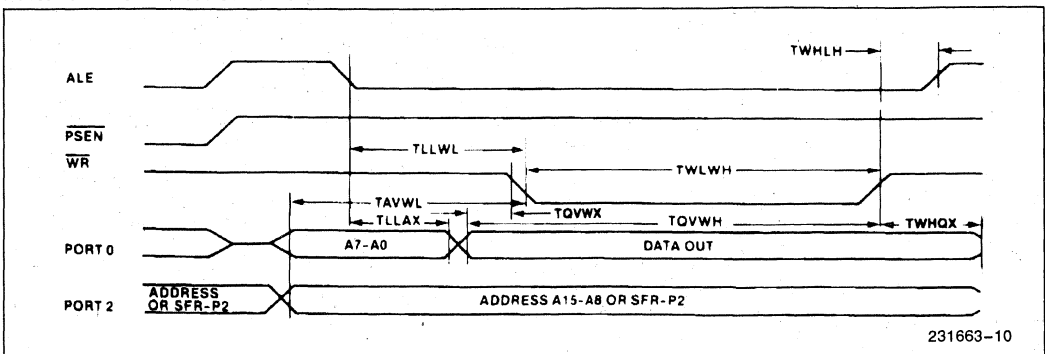 TWHLH
ALE
PSEN
TLLWL
WR
TWLWH
TAVWL
TQVWX
TLLAX
TQVWH
TWHQX
PORT 0
A7-A0
DATA OUT
PORT 2
ADDRESS
OR SFR-P2
ADDRESS A15-A8 OR SFR-P2
231663-10